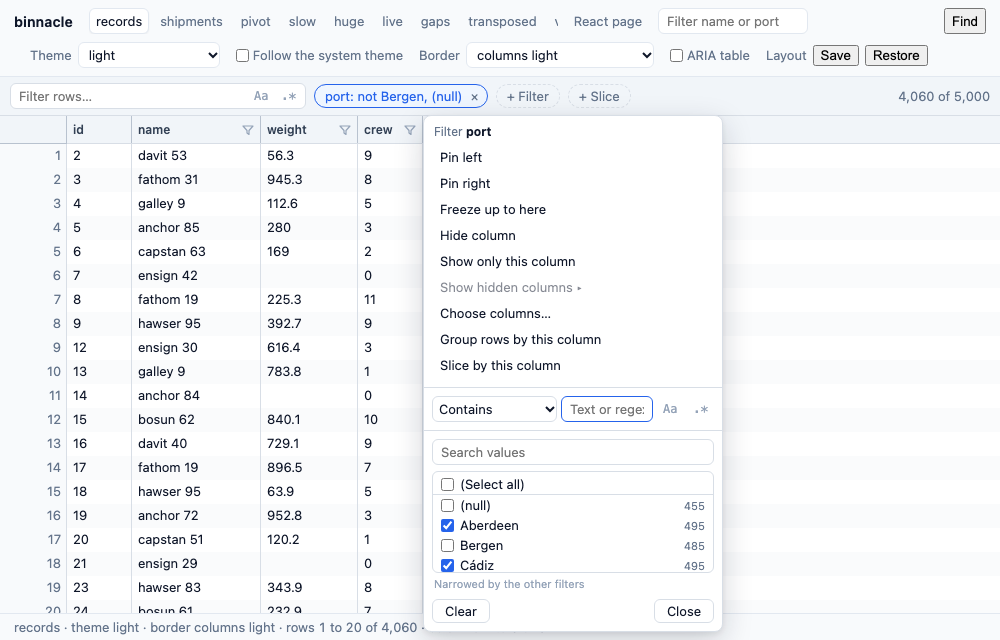 binnacle records shipments pivot slow huge live gaps transposed React page Filter name or port Find
Theme light Follow the system theme Border columns light ARIA table Layout Save Restore
Filter rows... Aa .* port: not Bergen, (null) × + Filter + Slice 4,060 of 5,000
id name weight crew
1 2 davit 53 56.3 9
2 3 fathom 31 945.3 8
3 4 galley 9 112.6 5
4 5 anchor 85 280 3
5 6 capstan 63 169 2
6 7 ensign 42 0
7 8 fathom 19 225.3 11
8 9 hawser 95 392.7 9
9 12 ensign 30 616.4 3
10 13 galley 9 783.8 1
11 14 anchor 84 0
12 15 bosun 62 840.1 10
13 16 davit 40 729.1 9
14 17 fathom 19 896.5 7
15 18 hawser 95 63.9 5
16 19 anchor 72 952.8 3
17 20 capstan 51 120.2 1
18 21 ensign 29 0
19 23 hawser 83 343.9 8
20 24 bosun 61 232.9 7
Filter port
Pin left
Pin right
Freeze up to here
Hide column
Show only this column
Show hidden columns ▸
Choose columns...
Group rows by this column
Slice by this column
Contains Text or rege Aa .*
Search values
(Select all)
(null) 455
Aberdeen 495
Bergen 485
Cádiz 495
Narrowed by the other filters
Clear Close
records · theme light · border columns light · rows 1 to 20 of 4,060 ·